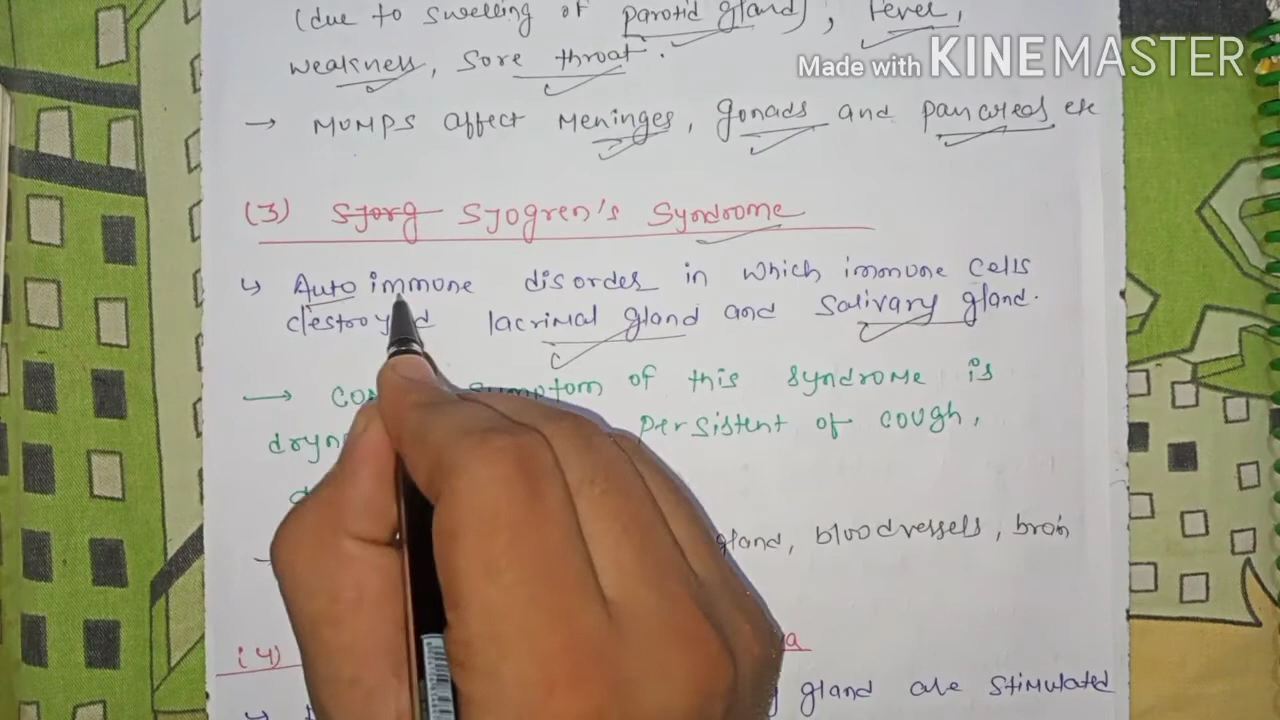 (due to swelling of parotid gland), Fever,
weakness, Sore throat.
Made with KINEMASTER
→ MUMPS affect Meninges, gonads and pancreas etc
(3) Sjorg Sjogren's Syndrome
↳ Auto immune disorder in which immune cells
destroyed lacrimal gland and salivary gland.
→ symptom of this syndrome is
persistent of cough,
gland, bloodvessels, brain
(4)
gland are stimulated